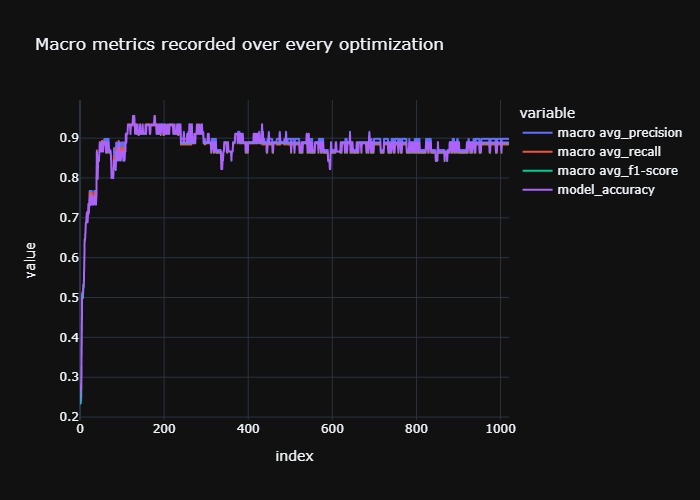 Macro metrics recorded over every optimization
variable
macro avg_precision
macro avg_recall
macro avg_f1-score
model_accuracy
0.9
0.8
0.7
0.6
0.5
0.4
0.3
0.2
value
0 200 400 600 800 1000
index